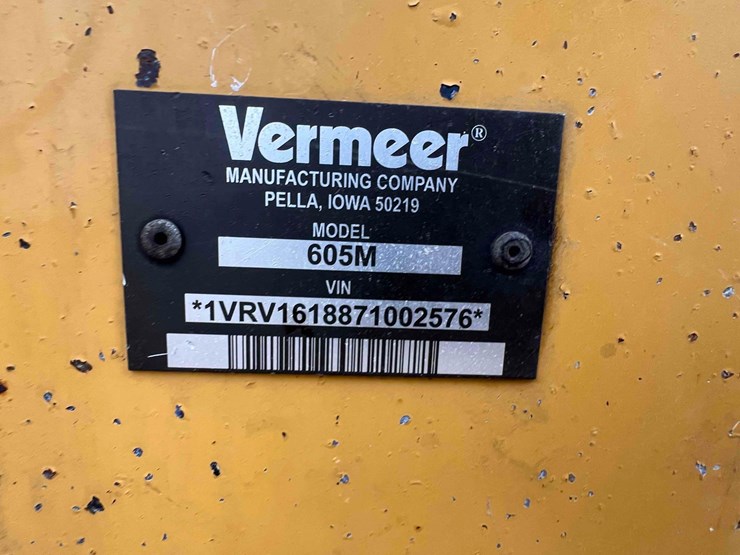 Vermeer®
MANUFACTURING COMPANY
PELLA, IOWA 50219
MODEL
605M
VIN
*1VRV1618871002576*